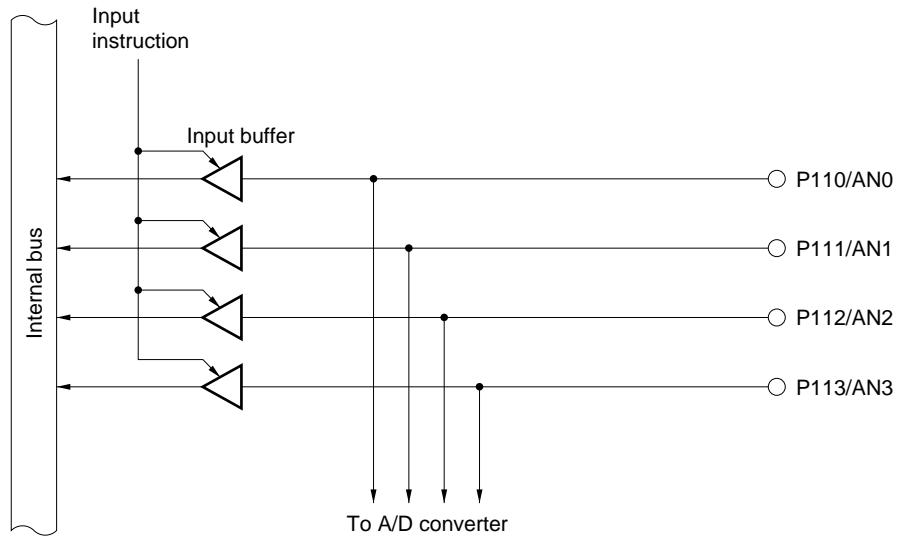 Input
instruction
Input buffer
P110/AN0
P111/AN1
Internal bus
P112/AN2
P113/AN3
To A/D converter